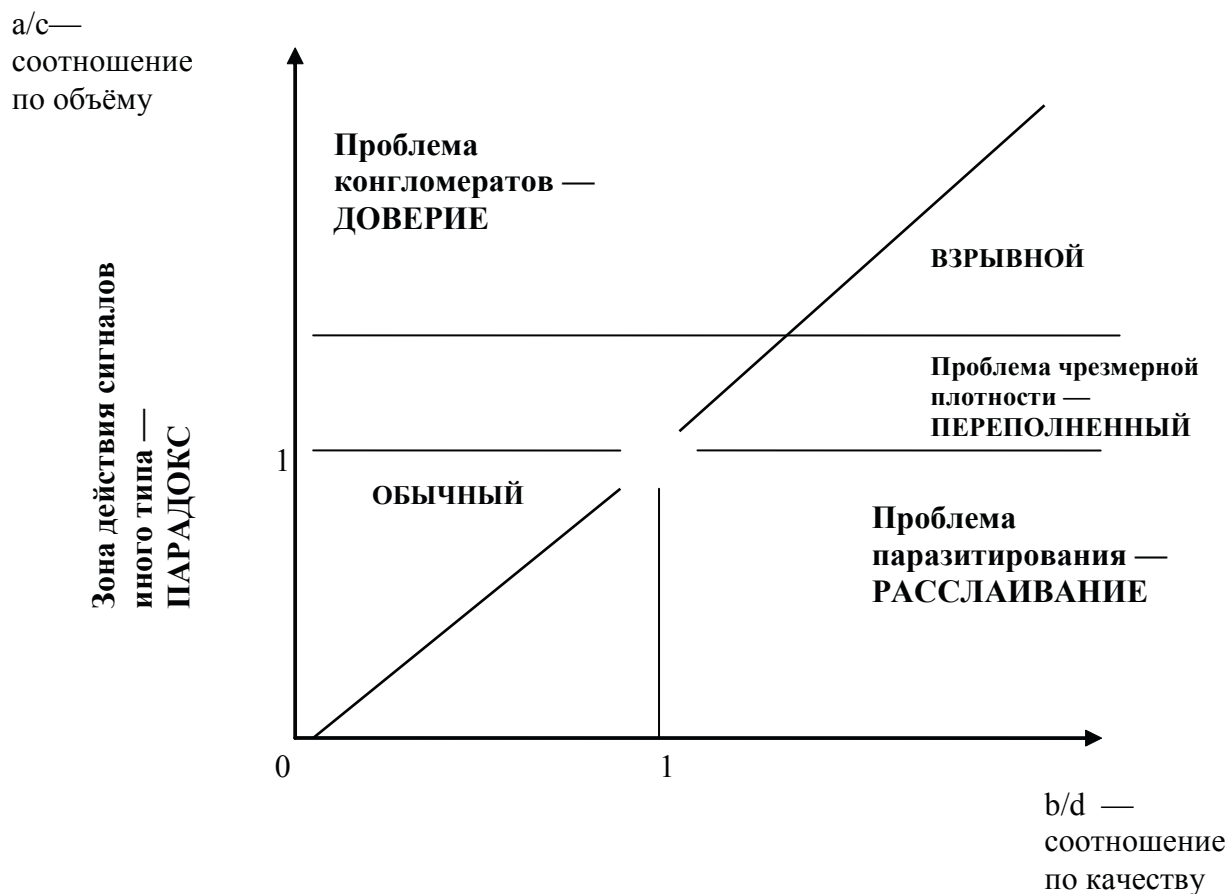 a/c—
соотношение
по объёму
Проблема
конгломератов —
ДОВЕРИЕ
ВЗРЫВНОЙ
Проблема чрезмерной
плотности —
ПЕРЕПОЛНЕННЫЙ
Зона действия сигналов
иного типа —
ПАРАДОКС
1
ОБЫЧНЫЙ
Проблема
паразитирования —
РАССЛАИВАНИЕ
0
1
b/d —
соотношение
по качеству